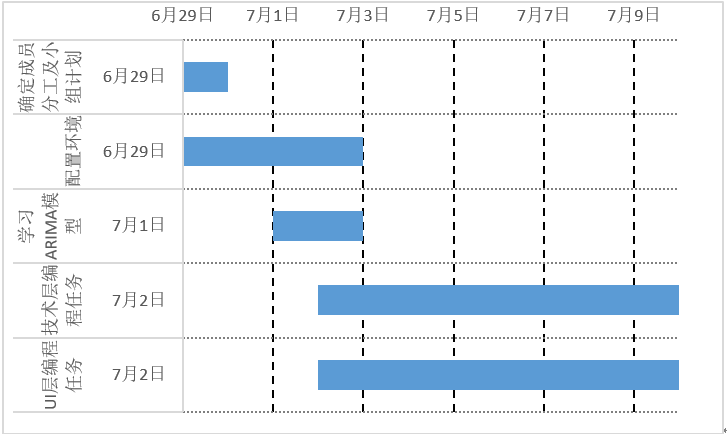 6月29日 7月1日 7月3日 7月5日 7月7日 7月9日
确定成员
分工及小
组计划
6月29日
配置环境
6月29日
学习
ARIMA模
型
7月1日
技术层编
程任务
7月2日
UI层编程
任务
7月2日